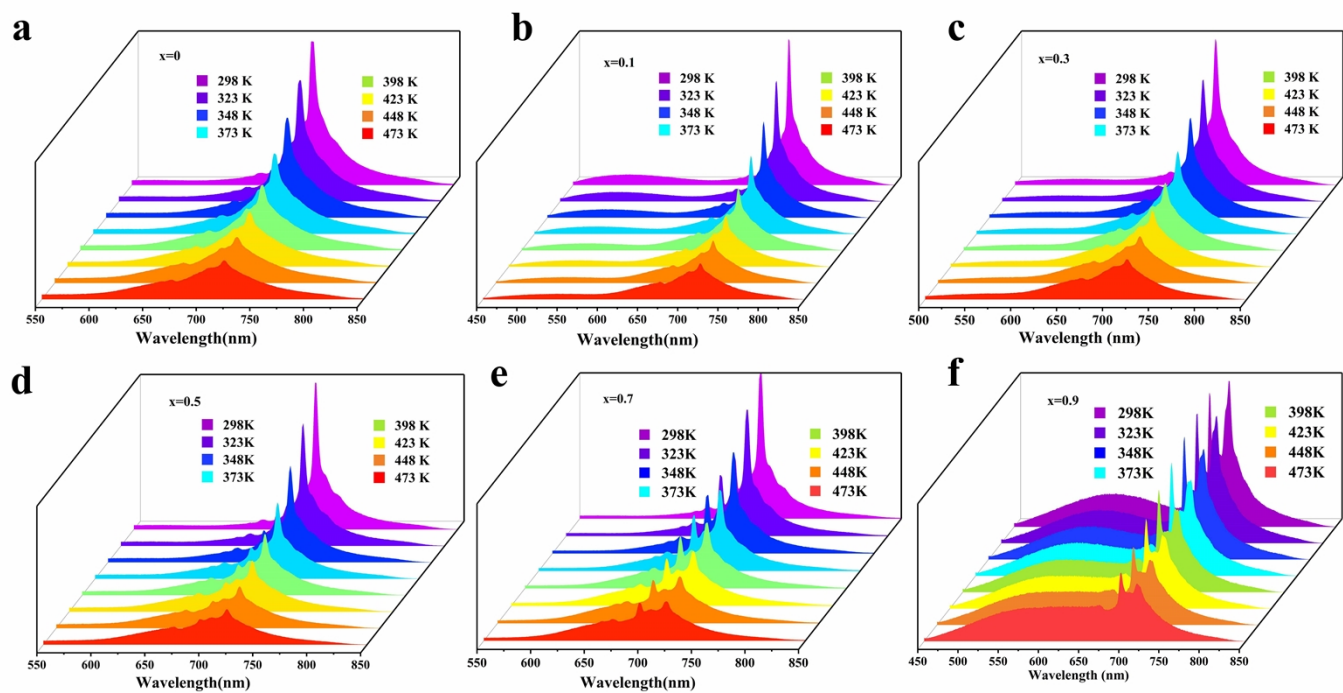 a
x=0
298 K
323 K
348 K
373 K
398 K
423 K
448 K
473 K
550 600 650 700 750 800 850
Wavelength(nm)
b
x=0.1
298 K
323 K
348 K
373 K
398 K
423 K
448 K
473 K
450 500 550 600 650 700 750 800 850
Wavelength(nm)
c
x=0.3
298 K
323 K
348 K
373 K
398 K
423 K
448 K
473 K
500 550 600 650 700 750 800 850
Wavelength (nm)
d
x=0.5
298K
323K
348K
373K
398 K
423 K
448 K
473 K
550 600 650 700 750 800 850
Wavelength(nm)
e
x=0.7
298K
323K
348K
373K
398K
423K
448K
473K
550 600 650 700 750 800 850
Wavelength(nm)
f
x=0.9
298K
323K
348K
373K
398K
423K
448K
473K
450 500 550 600 650 700 750 800 850
Wavelength (nm)